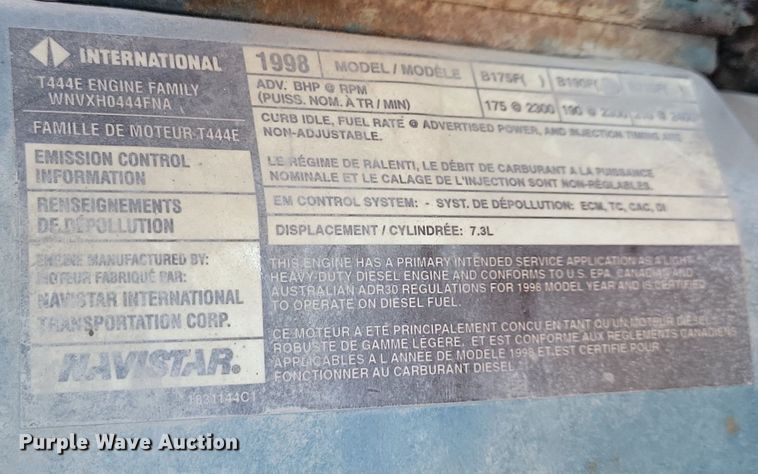 INTERNATIONAL
T444E ENGINE FAMILY
WNVXH0444FNA
FAMILLE DE MOTEUR T444E
EMISSION CONTROL
INFORMATION
RENSEIGNEMENTS
DE DÉPOLLUTION
ENGINE MANUFACTURED BY:
MOTEUR FABRIQUÉ PAR:
NAVISTAR INTERNATIONAL
TRANSPORTATION CORP.
NAVISTAR.
1831144C1
1998 MODEL / MODÈLE B175F( ) B190F(
ADV. BHP @ RPM
(PUISS. NOM. À TR / MIN) 175 @ 2300 190 @ 2300
CURB IDLE, FUEL RATE @ ADVERTISED POWER, AND INJECTION TIMING ARE
NON-ADJUSTABLE.
LE RÉGIME DE RALENTI, LE DÉBIT DE CARBURANT A LA PUISSANCE
NOMINALE ET LE CALAGE DE L'INJECTION SONT NON-RÉGLABLES.
EM CONTROL SYSTEM: - SYST. DE DÉPOLLUTION: ECM, TC, CAC, DI
DISPLACEMENT / CYLINDRÉE: 7.3L
THIS ENGINE HAS A PRIMARY INTENDED SERVICE APPLICATION AS A LIGHT
HEAVY-DUTY DIESEL ENGINE AND CONFORMS TO U.S. EPA, CANADIAN AND
AUSTRALIAN ADR30 REGULATIONS FOR 1998 MODEL YEAR AND IS CERTIFIED
TO OPERATE ON DIESEL FUEL.
CE MOTEUR A ÉTÉ PRINCIPALEMENT CONCU EN TANT QU'UN MOTEUR DIESEL
ROBUSTE DE GAMME LÉGÈRE, ET EST CONFORME AUX REGLEMENTS CANADIENS
APPLICABLES A L ANNÉE DE MODELE 1998 ET EST CERTIFIÉ POUR
FONCTIONNER AU CARBURANT DIESEL
Purple Wave Auction